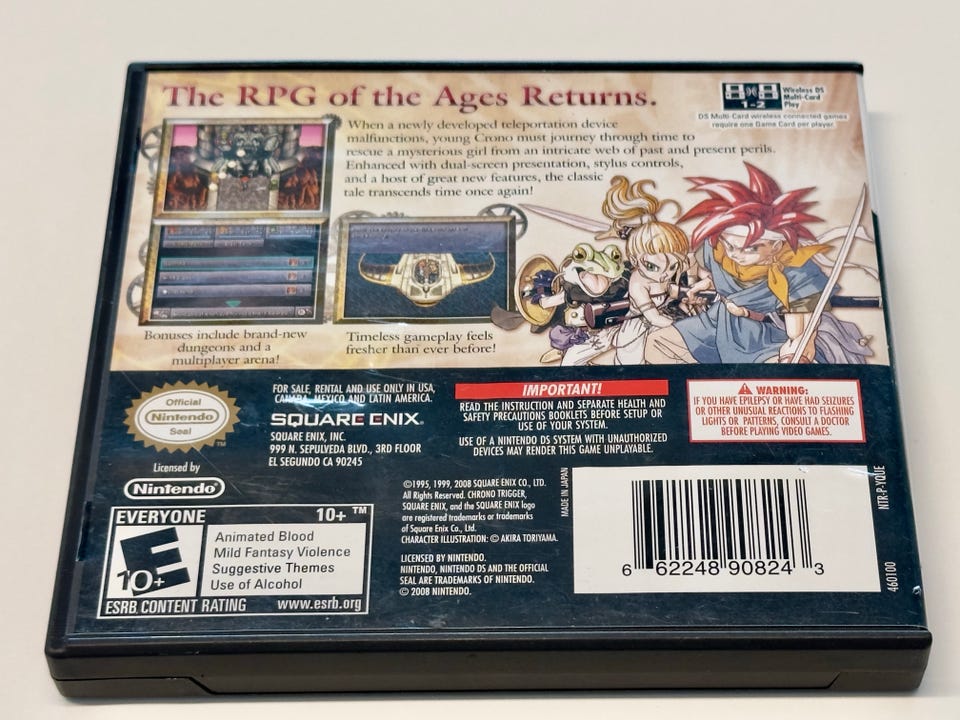 The RPG of the Ages Returns.
1-2
Wireless DS
Multi-Card
Play
DS Multi-Card wireless connected games
require one Game Card per player.
When a newly developed teleportation device
malfunctions, young Crono must journey through time to
rescue a mysterious girl from an intricate web of past and present perils.
Enhanced with dual-screen presentation, stylus controls,
and a host of great new features, the classic
tale transcends time once again!
Bonuses include brand-new
dungeons and a
multiplayer arena!
Timeless gameplay feels
fresher than ever before!
Official
Nintendo
Seal
TM
Licensed by
Nintendo
FOR SALE, RENTAL AND USE ONLY IN USA,
CANADA, MEXICO AND LATIN AMERICA.
SQUARE ENIX.
SQUARE ENIX, INC.
999 N. SEPULVEDA BLVD., 3RD FLOOR
EL SEGUNDO CA 90245
IMPORTANT!
READ THE INSTRUCTION AND SEPARATE HEALTH AND
SAFETY PRECAUTIONS BOOKLETS BEFORE SETUP OR
USE OF YOUR SYSTEM.
USE OF A NINTENDO DS SYSTEM WITH UNAUTHORIZED
DEVICES MAY RENDER THIS GAME UNPLAYABLE.
WARNING:
IF YOU HAVE EPILEPSY OR HAVE HAD SEIZURES
OR OTHER UNUSUAL REACTIONS TO FLASHING
LIGHTS OR PATTERNS, CONSULT A DOCTOR
BEFORE PLAYING VIDEO GAMES.
©1995, 1999, 2008 SQUARE ENIX CO., LTD.
All Rights Reserved. CHRONO TRIGGER,
SQUARE ENIX, and the SQUARE ENIX logo
are registered trademarks or trademarks
of Square Enix Co., Ltd.
CHARACTER ILLUSTRATION: © AKIRA TORIYAMA.
LICENSED BY NINTENDO.
NINTENDO, NINTENDO DS AND THE OFFICIAL
SEAL ARE TRADEMARKS OF NINTENDO.
© 2008 NINTENDO.
MADE IN JAPAN
6 62248 90824 3
NTR-P-YQUE
460100
EVERYONE 10+ TM
E
10+
Animated Blood
Mild Fantasy Violence
Suggestive Themes
Use of Alcohol
ESRB CONTENT RATING www.esrb.org